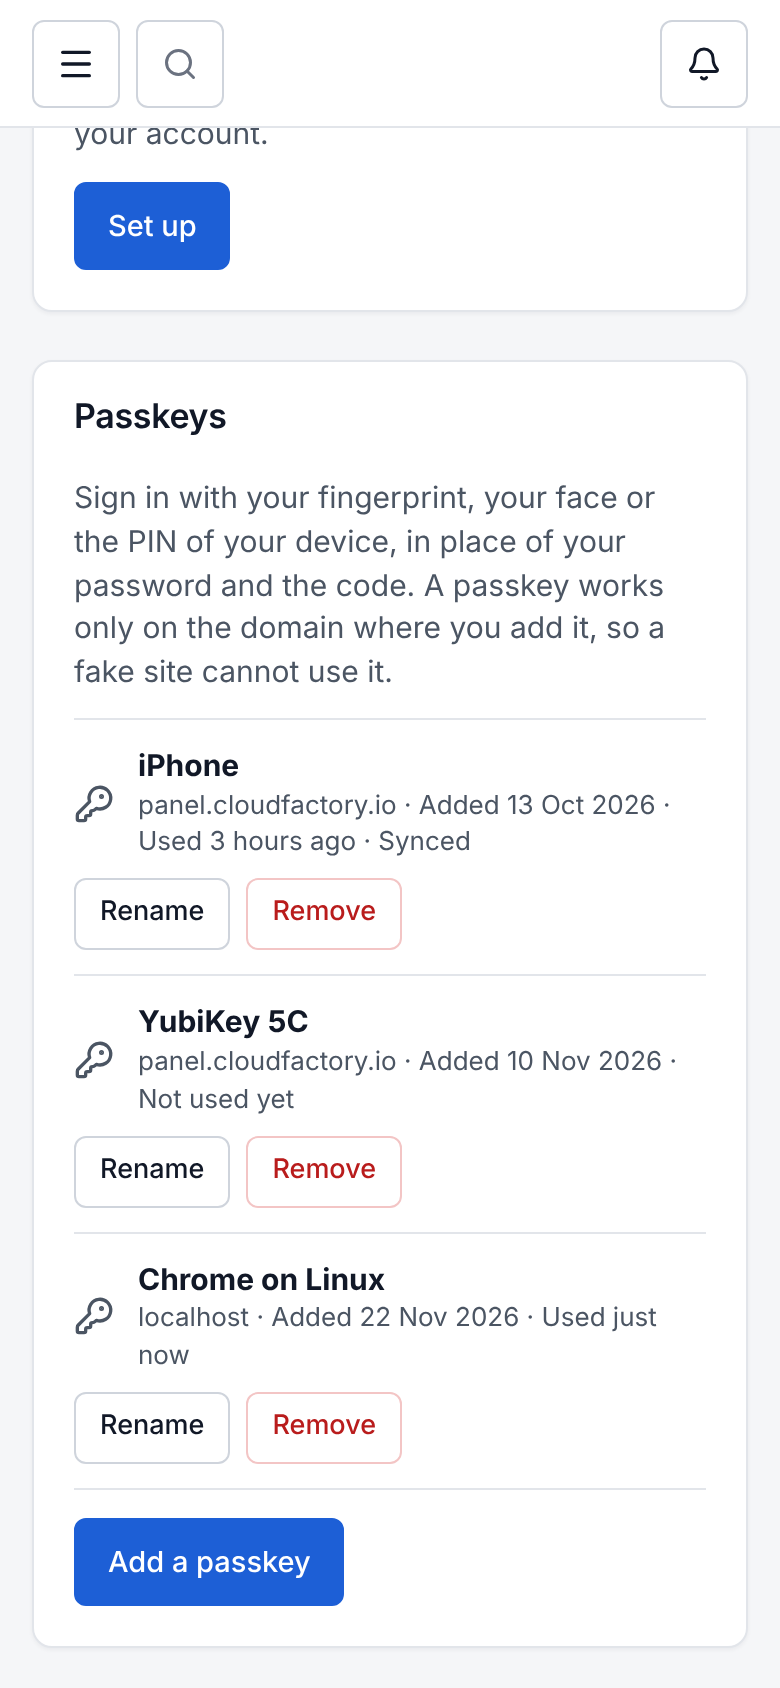 your account.
Set up
Passkeys
Sign in with your fingerprint, your face or
the PIN of your device, in place of your
password and the code. A passkey works
only on the domain where you add it, so a
fake site cannot use it.
iPhone
panel.cloudfactory.io · Added 13 Oct 2026 ·
Used 3 hours ago · Synced
Rename Remove
YubiKey 5C
panel.cloudfactory.io · Added 10 Nov 2026 ·
Not used yet
Rename Remove
Chrome on Linux
localhost · Added 22 Nov 2026 · Used just
now
Rename Remove
Add a passkey